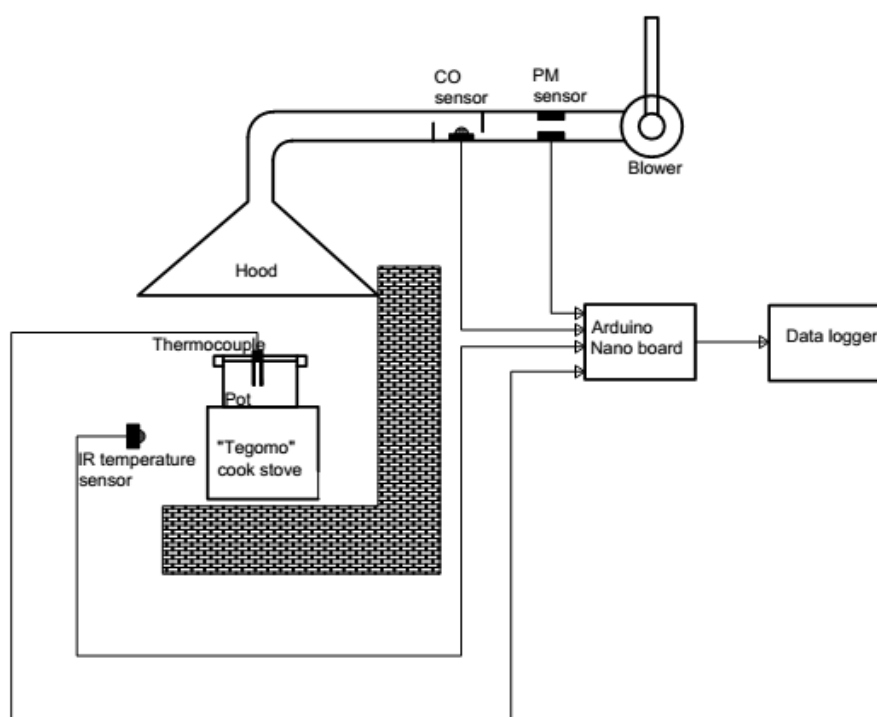 CO
sensor
PM
sensor
Blower
Hood
Thermocouple
Pot
"Tegomo"
cook stove
IR temperature
sensor
Arduino
Nano board
Data logger